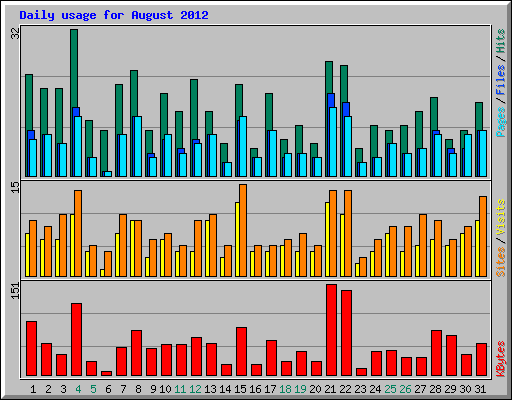 Daily usage for August 2012
32
Pages / Files / Hits
15
Sites / Visits
151
KBytes
1 2 3 4 5 6 7 8 9 10 11 12 13 14 15 16 17 18 19 20 21 22 23 24 25 26 27 28 29 30 31